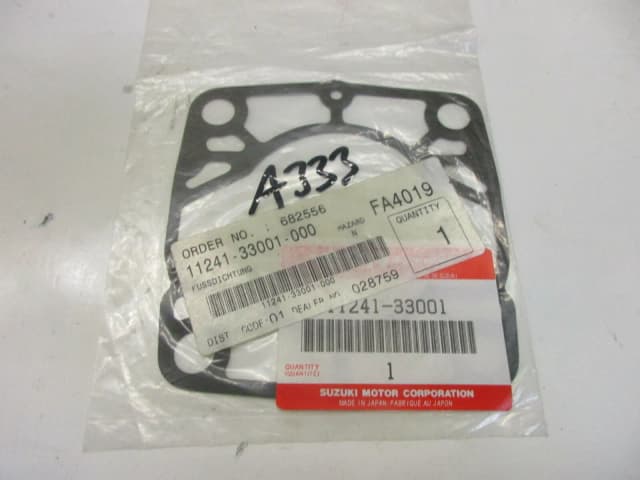 A333
ORDER NO. : 682556
FA4019
11241-33001-000
HAZARD
N
FUSSDICHTUNG
QUANTITY
1
11241-33001-000
DIST. CODE:01 DEALER NO. 028759
11241-33001
QUANTITY
(QUANTITE)
1
SUZUKI MOTOR CORPORATION
MADE IN JAPAN/FABRIQUE AU JAPON